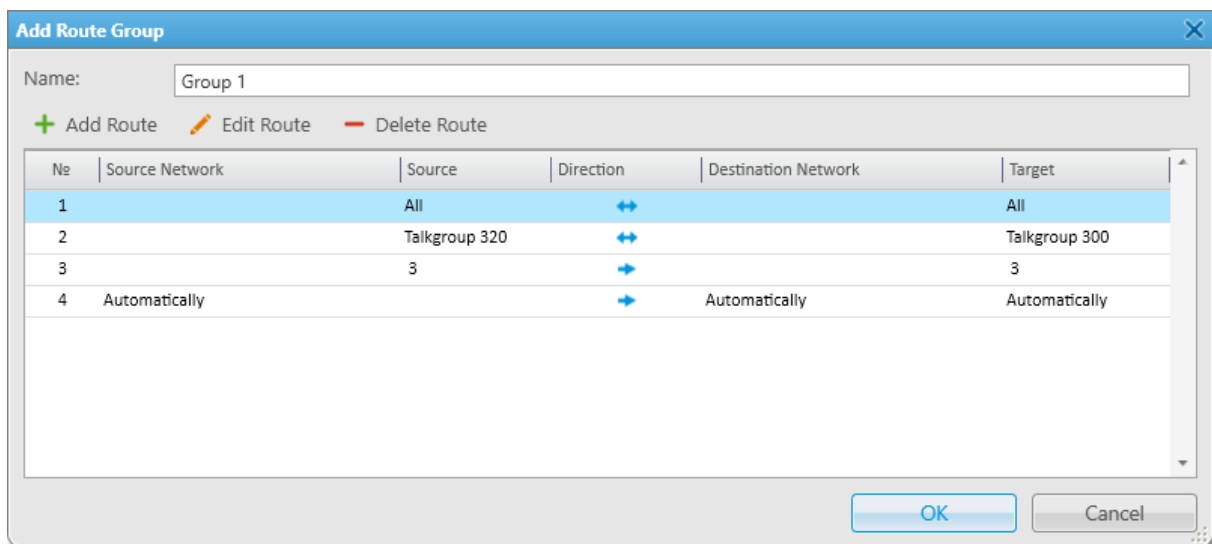 Add Route Group
Name: Group 1
Add Route Edit Route Delete Route
№ Source Network Source Direction Destination Network Target
1 All All
2 Talkgroup 320 Talkgroup 300
3 3 3
4 Automatically Automatically Automatically
OK Cancel